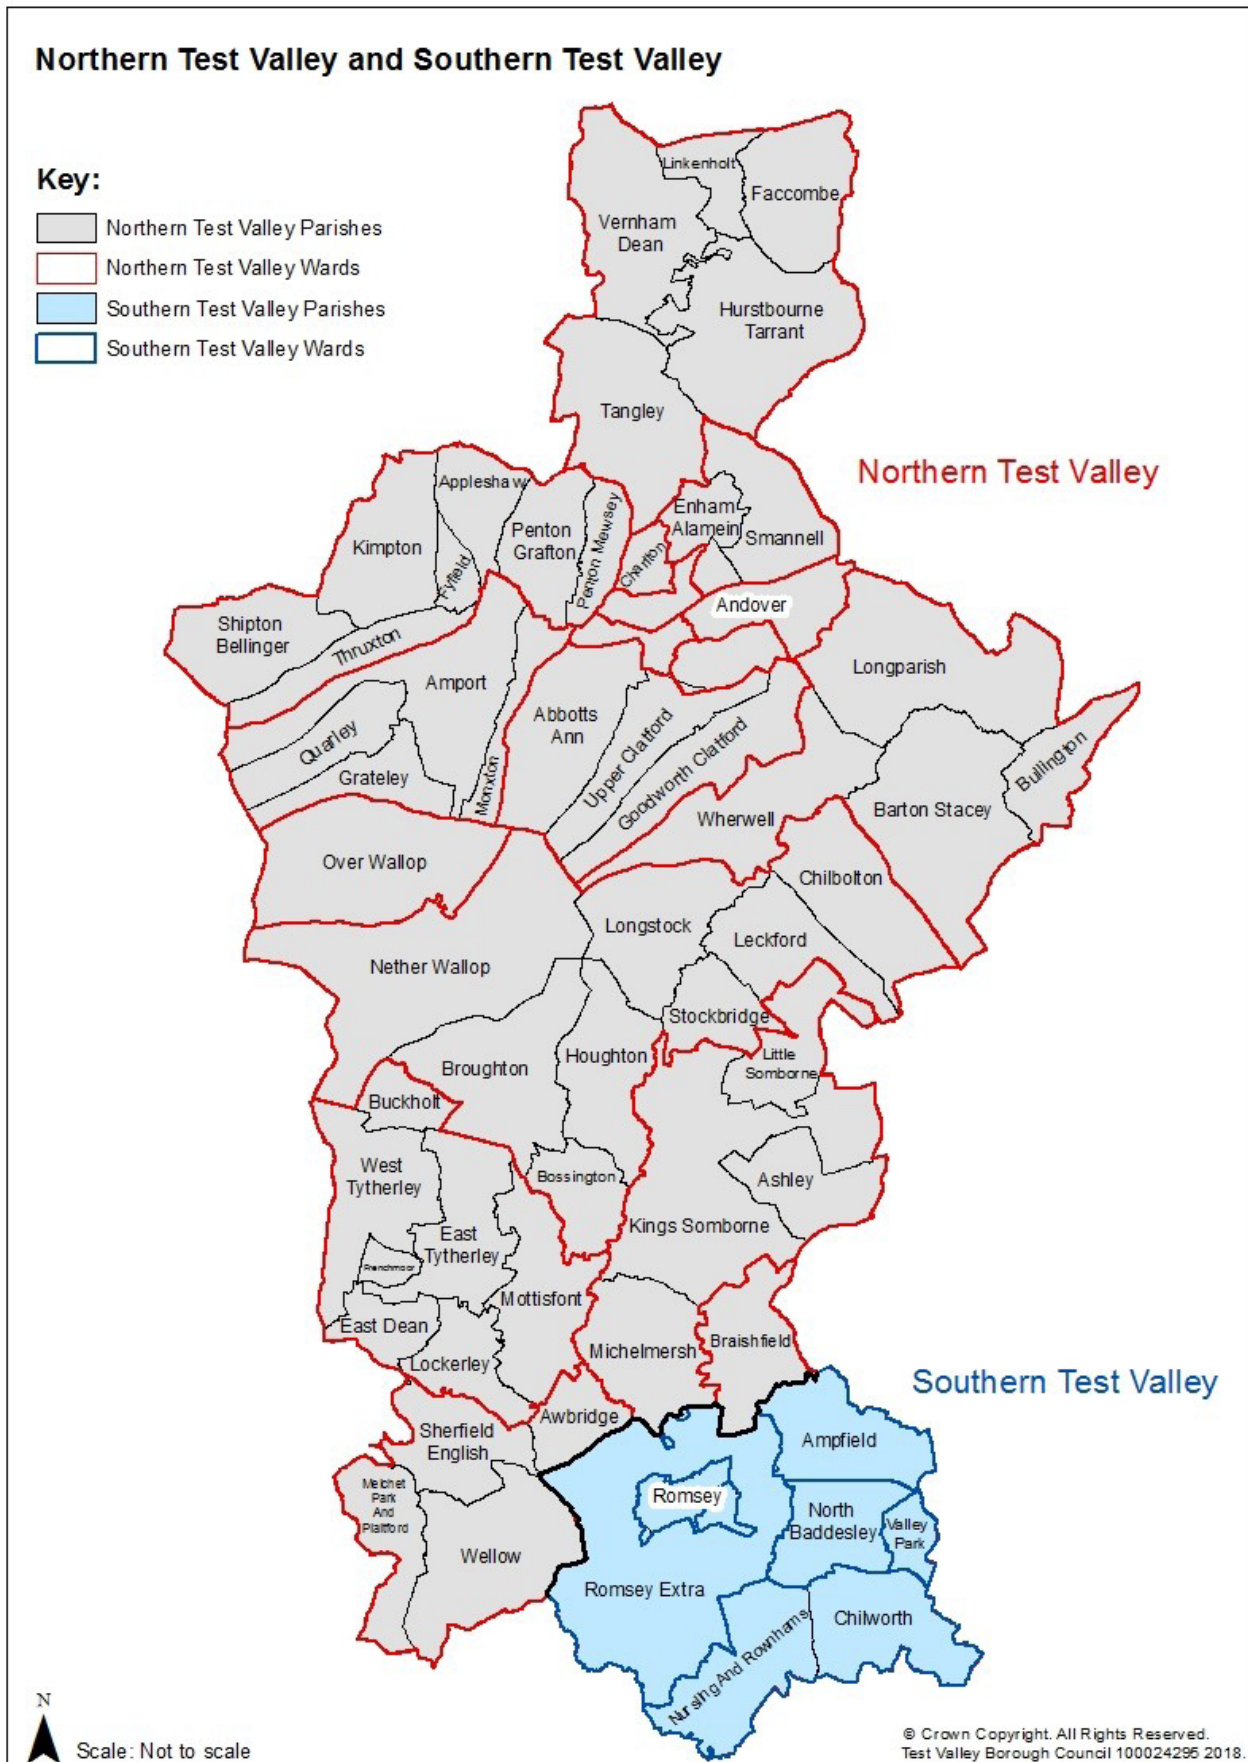 Northern Test Valley and Southern Test Valley
Key:
Northern Test Valley Parishes
Northern Test Valley Wards
Southern Test Valley Parishes
Southern Test Valley Wards
Linkenholt
Faccombe
Vernham
Dean
Hurstbourne
Tarrant
Tangley
Northern Test Valley
Appleshaw
Kimpton
Penton
Grafton
Penton Mewsey
Enham
Alamein
Smannell
Charlton
Fyfield
Andover
Shipton
Bellinger
Thruxton
Amport
Longparish
Abbotts
Ann
Upper Clatford
Goodworth Clatford
Quarley
Grateley
Monxton
Bullington
Wherwell
Barton Stacey
Over Wallop
Chilbolton
Longstock
Leckford
Nether Wallop
Stockbridge
Broughton
Houghton
Little
Somborne
Buckholt
West
Tytherley
Bossington
Ashley
Kings Somborne
East
Tytherley
Frenchmoor
Mottisfont
East Dean
Lockerley
Michelmersh
Braishfield
Southern Test Valley
Awbridge
Sherfield
English
Ampfield
Melchet
Park
And
Plaitford
Romsey
North
Baddesley
Valley
Park
Wellow
Romsey Extra
Chilworth
Nursling And Rownhams
N
Scale: Not to scale
© Crown Copyright. All Rights Reserved.
Test Valley Borough Council 100024295 2018